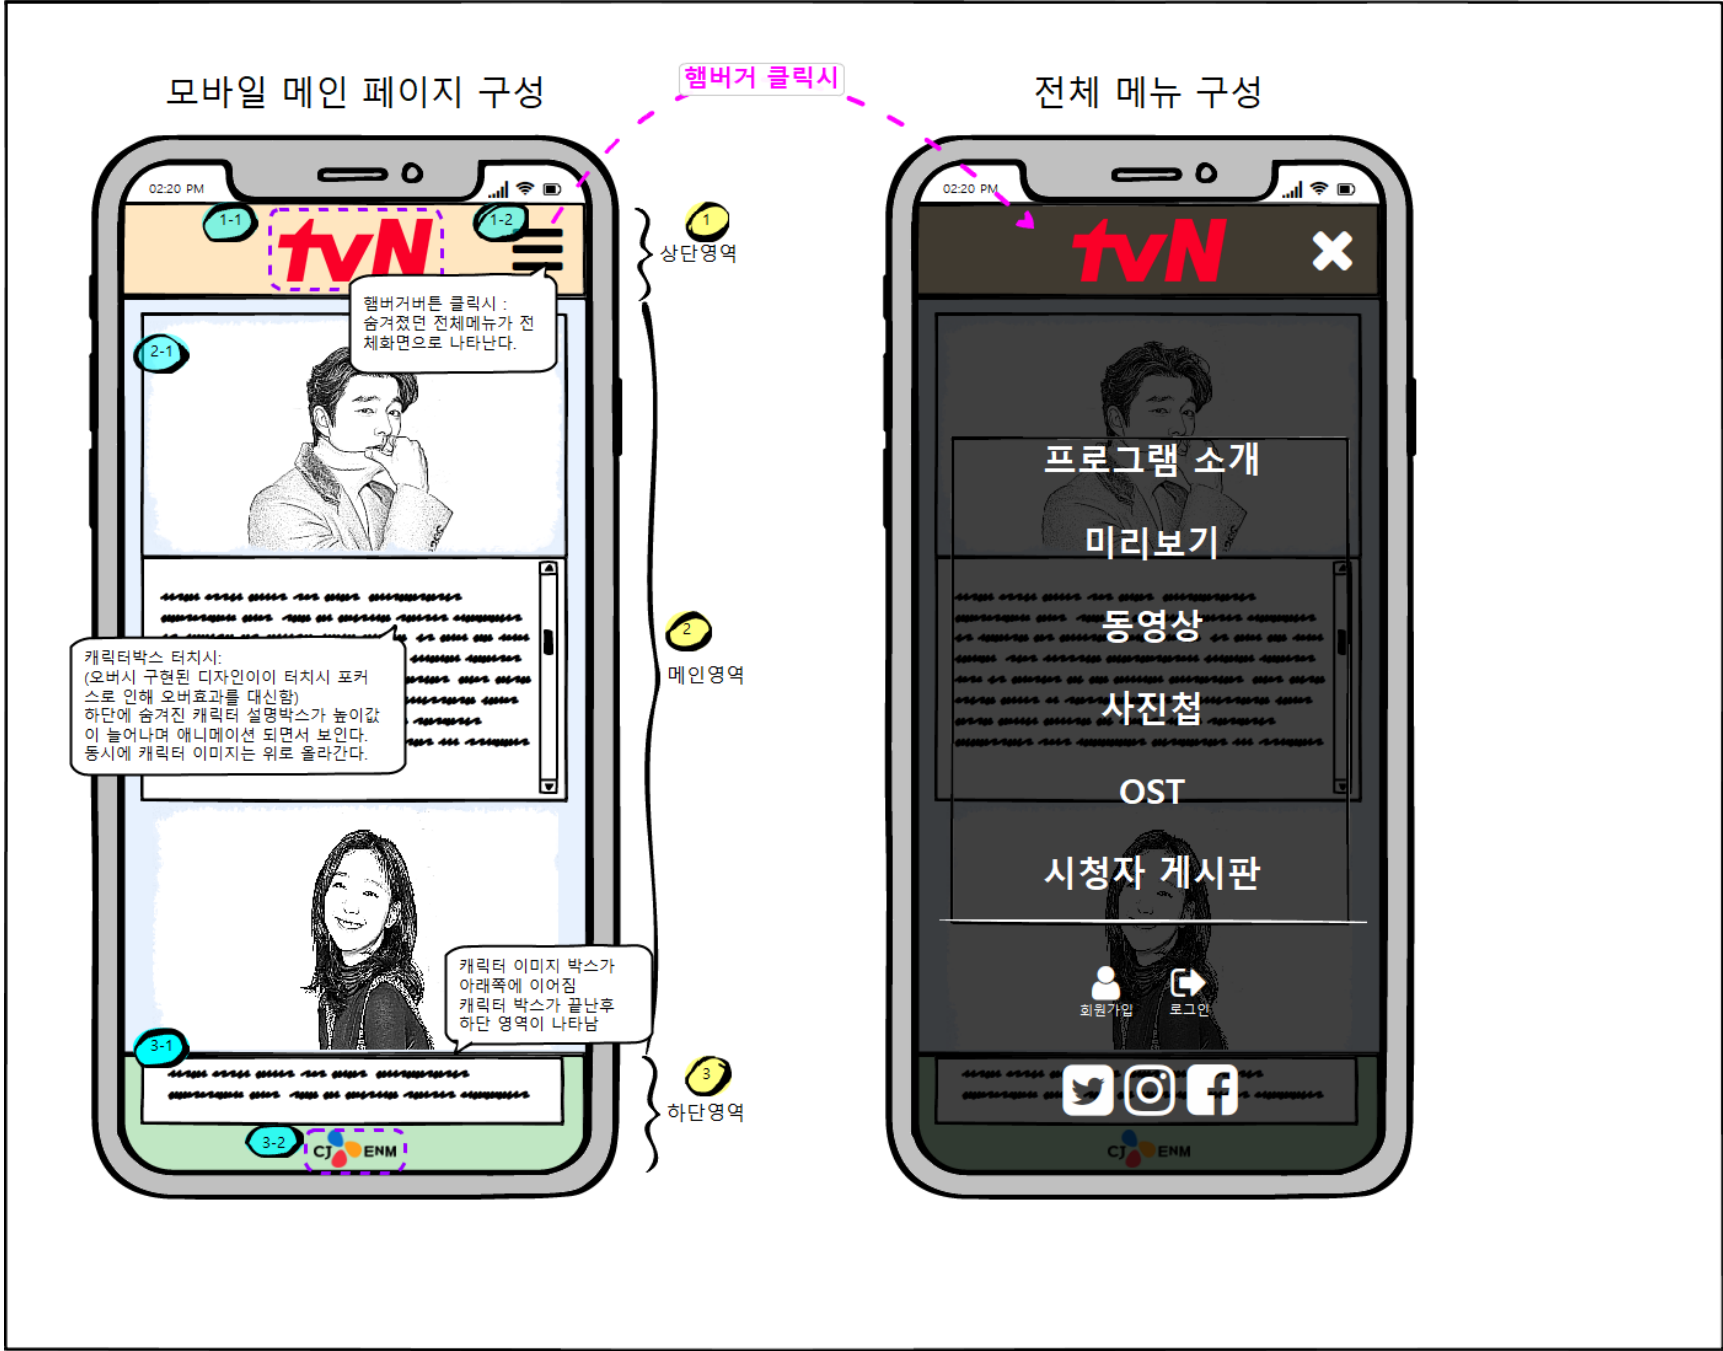 모바일 메인 페이지 구성
햄버거 클릭시
전체 메뉴 구성
02:20 PM
1-1
tvN
1-2
1
상단영역
햄버거버튼 클릭시 :
숨겨졌던 전체메뉴가 전
체화면으로 나타난다.
2-1
캐릭터박스 터치시:
(오버시 구현된 디자인이이 터치시 포커
스로 인해 오버효과를 대신함)
하단에 숨겨진 캐릭터 설명박스가 높이값
이 늘어나며 애니메이션 되면서 보인다.
동시에 캐릭터 이미지는 위로 올라간다.
2
메인영역
캐릭터 이미지 박스가
아래쪽에 이어짐
캐릭터 박스가 끝난후
하단 영역이 나타남
3-1
3
하단영역
3-2
CJ ENM
02:20 PM
tvN
프로그램 소개
미리보기
동영상
사진첩
OST
시청자 게시판
회원가입
로그인
CJ ENM